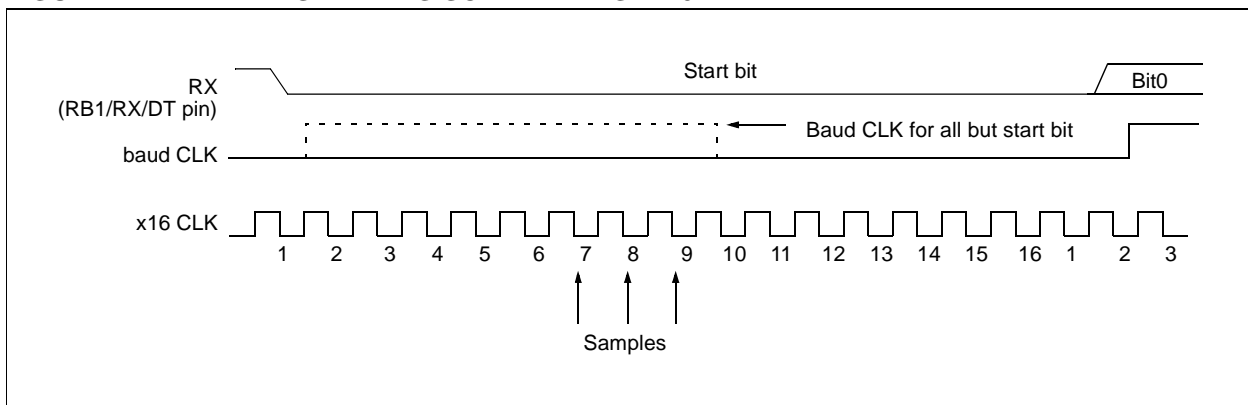 Start bit
RX
(RB1/RX/DT pin)
Bit0
Baud CLK for all but start bit
baud CLK
x16 CLK
1 2 3 4 5 6 7 8 9 10 11 12 13 14 15 16 1 2 3
Samples